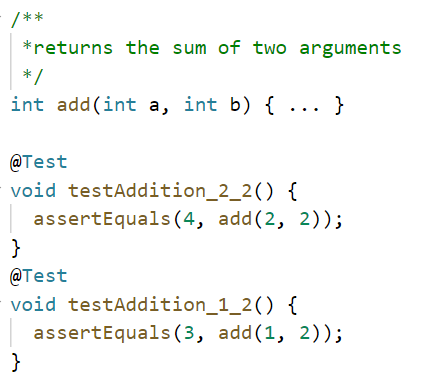 /**
 *returns the sum of two arguments
 */
int add(int a, int b) { ... }
@Test
void testAddition_2_2() {
  assertEquals(4, add(2, 2));
}
@Test
void testAddition_1_2() {
  assertEquals(3, add(1, 2));
}